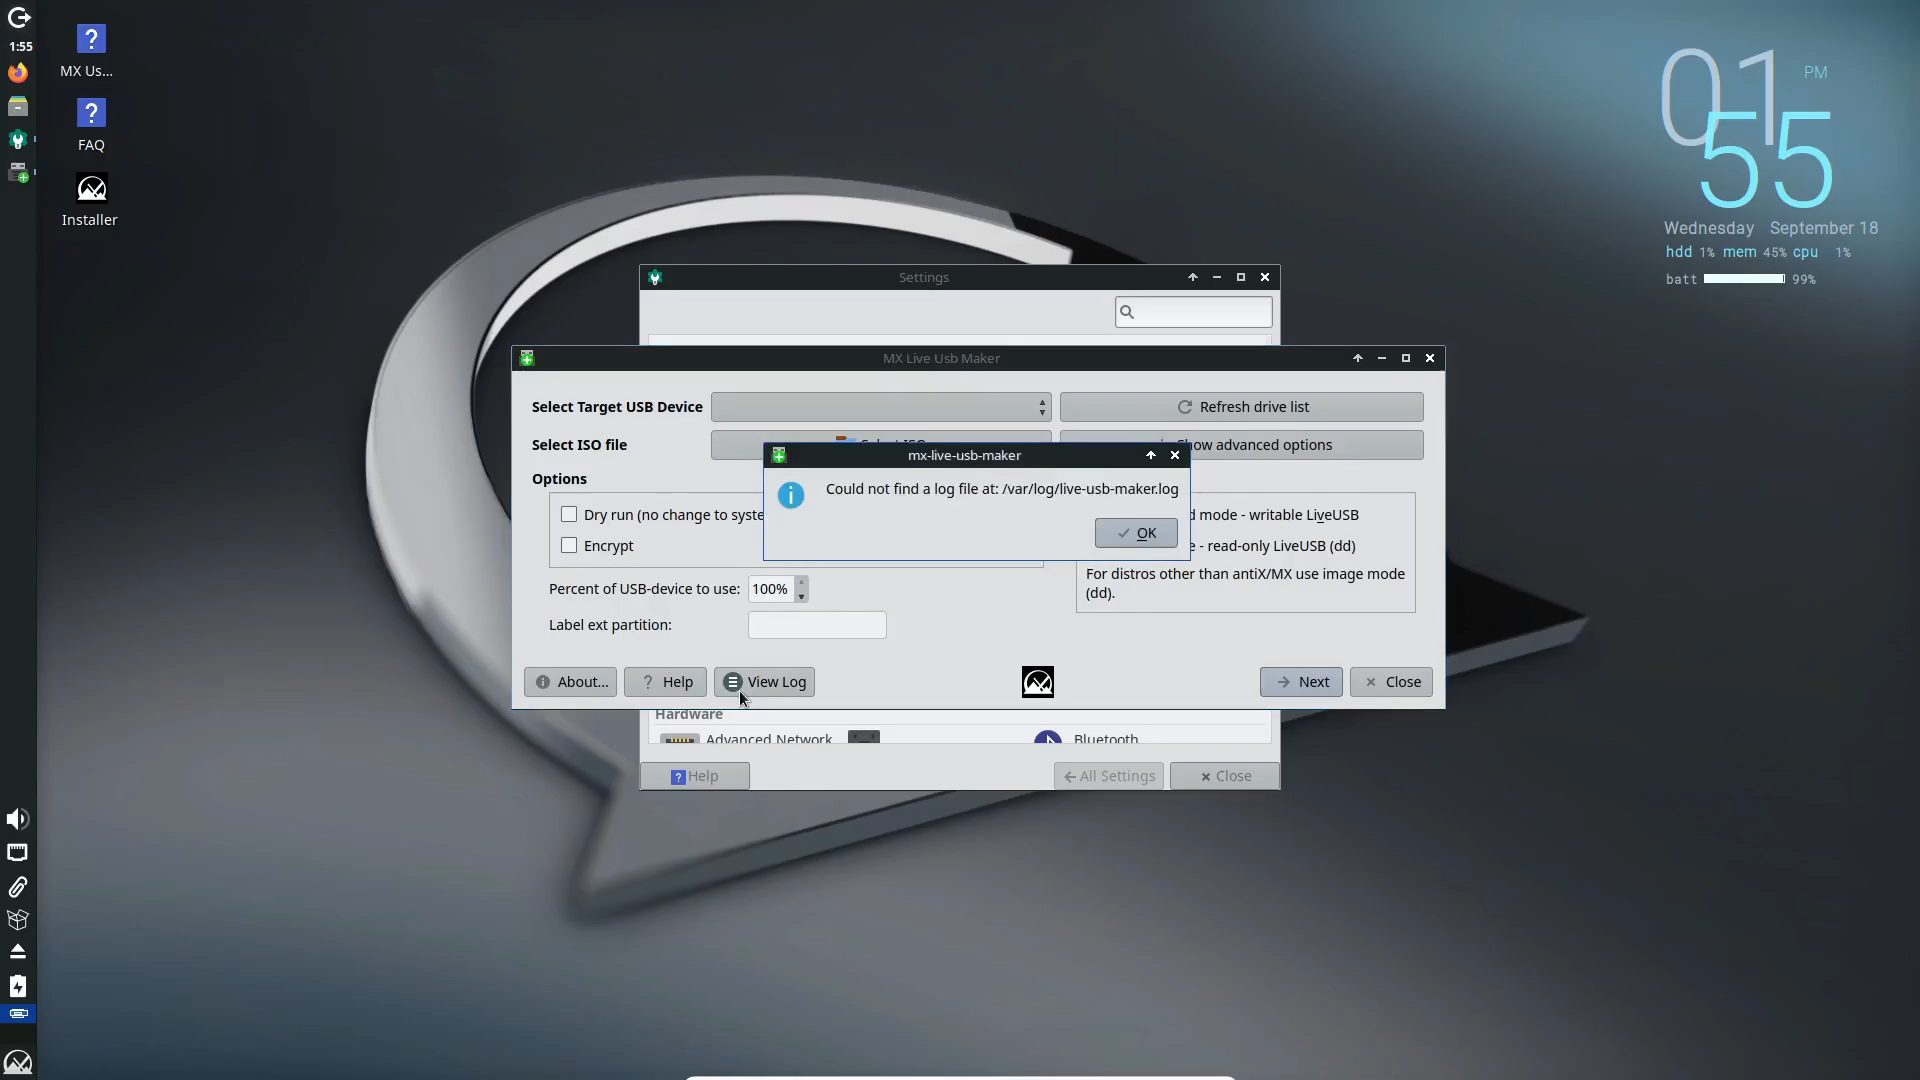 1:55
MX Us...
FAQ
Installer
01 PM
55
Wednesday September 18
hdd 1% mem 45% cpu 1%
batt 99%
Settings
MX Live Usb Maker
Select Target USB Device
Refresh drive list
Select ISO file
Select ISO
Show advanced options
mx-live-usb-maker
Could not find a log file at: /var/log/live-usb-maker.log
OK
Options
Dry run (no change to syste
d mode - writable LiveUSB
Encrypt
e - read-only LiveUSB (dd)
For distros other than antiX/MX use image mode
(dd).
Percent of USB-device to use: 100%
Label ext partition:
About...
Help
View Log
Next
Close
Hardware
Advanced Network
Bluetooth
Help
All Settings
Close